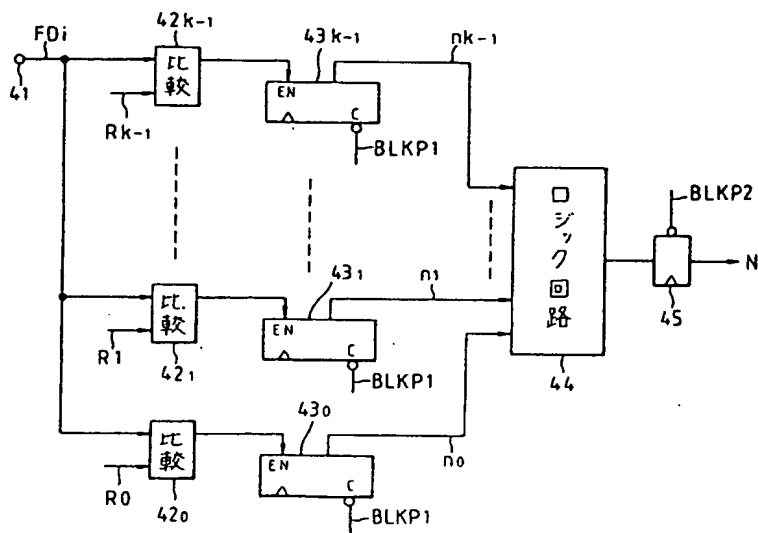 FDi
41
42k-1
比較
Rk-1
43k-1
EN
C
BLKP1
nk-1
比較
R1
421
431
EN
C
BLKP1
n1
比較
R0
420
430
EN
C
BLKP1
n0
ロジック回路
44
BLKP2
45
N